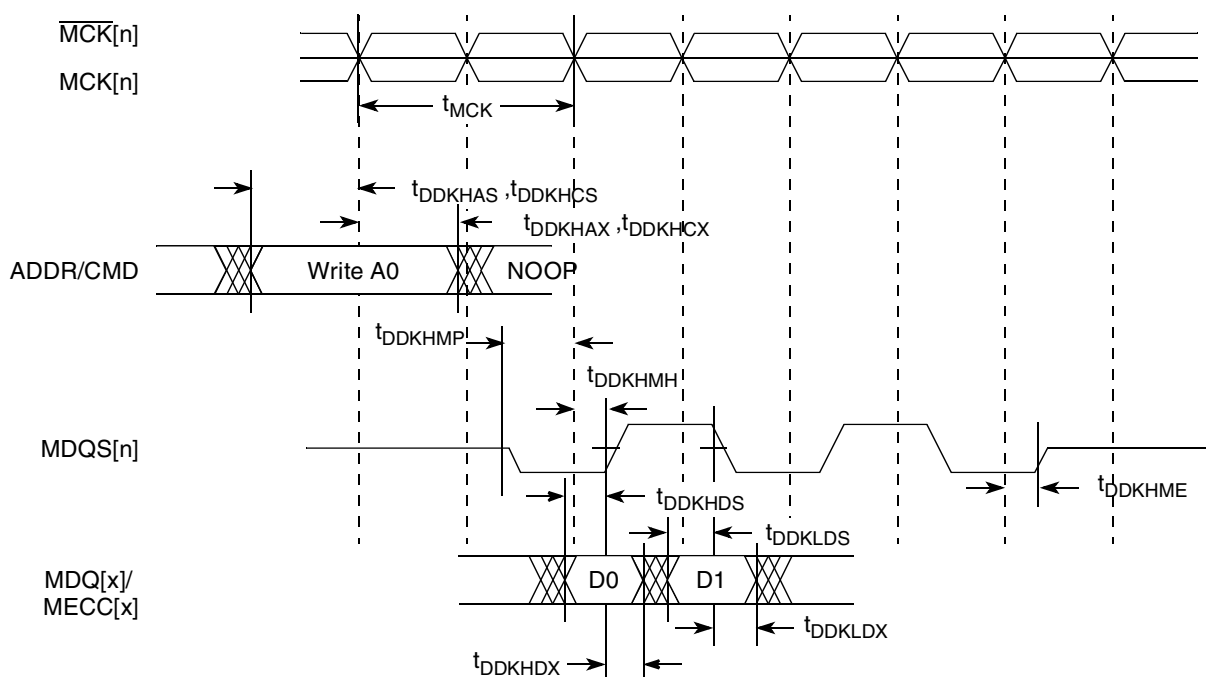 MCK[n]
MCK[n]
tMCK
tDDKHAS ,tDDKHCS
tDDKHAX ,tDDKHCX
ADDR/CMD
Write A0
NOOP
tDDKHMP
tDDKHMH
MDQS[n]
tDDKHME
tDDKHDS
tDDKLDS
MDQ[x]/
MECC[x]
D0
D1
tDDKLDX
tDDKHDX